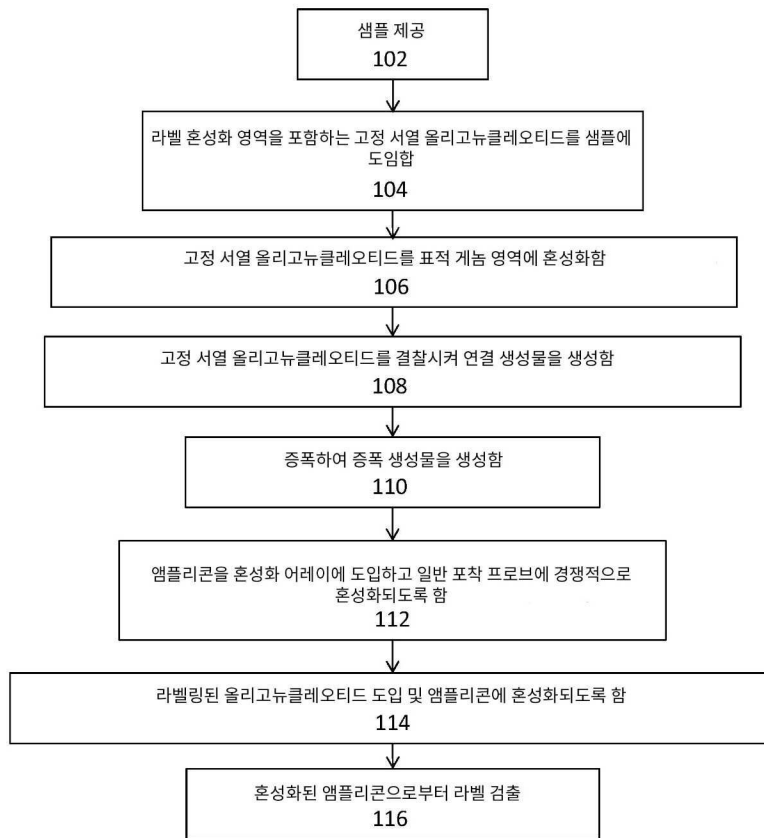 샘플 제공
102
라벨 혼성화 영역을 포함하는 고정 서열 올리고뉴클레오티드를 샘플에
도임합
104
고정 서열 올리고뉴클레오티드를 표적 게놈 영역에 혼성화함
106
고정 서열 올리고뉴클레오티드를 결찰시켜 연결 생성물을 생성함
108
증폭하여 증폭 생성물을 생성함
110
앰플리콘을 혼성화 어레이에 도입하고 일반 포착 프로브에 경쟁적으로
혼성화되도록 함
112
라벨링된 올리고뉴클레오티드 도입 및 앰플리콘에 혼성화되도록 함
114
혼성화된 앰플리콘으로부터 라벨 검출
116